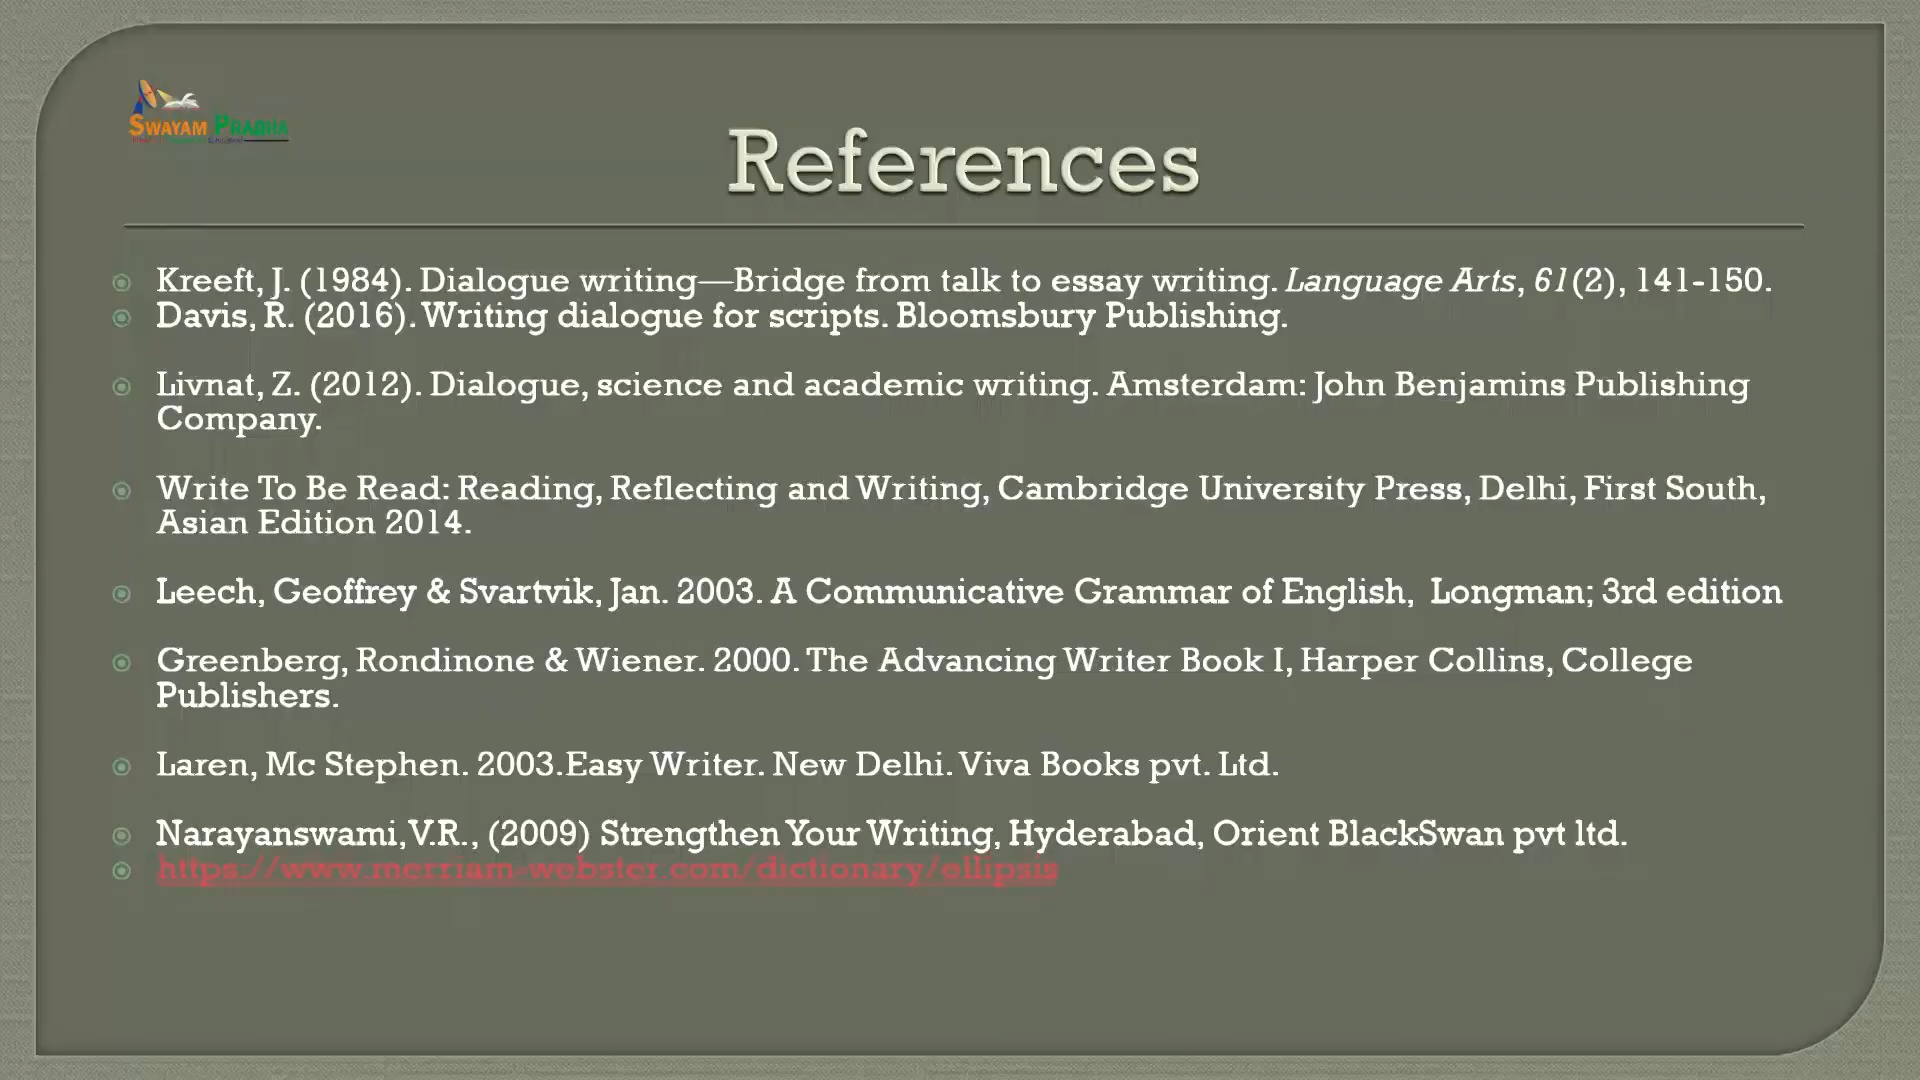 SWAYAM PRABHA
References
Kreeft, J. (1984). Dialogue writing—Bridge from talk to essay writing. Language Arts, 61(2), 141-150.
Davis, R. (2016). Writing dialogue for scripts. Bloomsbury Publishing.
Livnat, Z. (2012). Dialogue, science and academic writing. Amsterdam: John Benjamins Publishing
Company.
Write To Be Read: Reading, Reflecting and Writing, Cambridge University Press, Delhi, First South,
Asian Edition 2014.
Leech, Geoffrey & Svartvik, Jan. 2003. A Communicative Grammar of English, Longman; 3rd edition
Greenberg, Rondinone & Wiener. 2000. The Advancing Writer Book I, Harper Collins, College
Publishers.
Laren, Mc Stephen. 2003.Easy Writer. New Delhi. Viva Books pvt. Ltd.
Narayanswami, V.R., (2009) Strengthen Your Writing, Hyderabad, Orient BlackSwan pvt ltd.
https://www.merriam-webster.com/dictionary/ellipsis